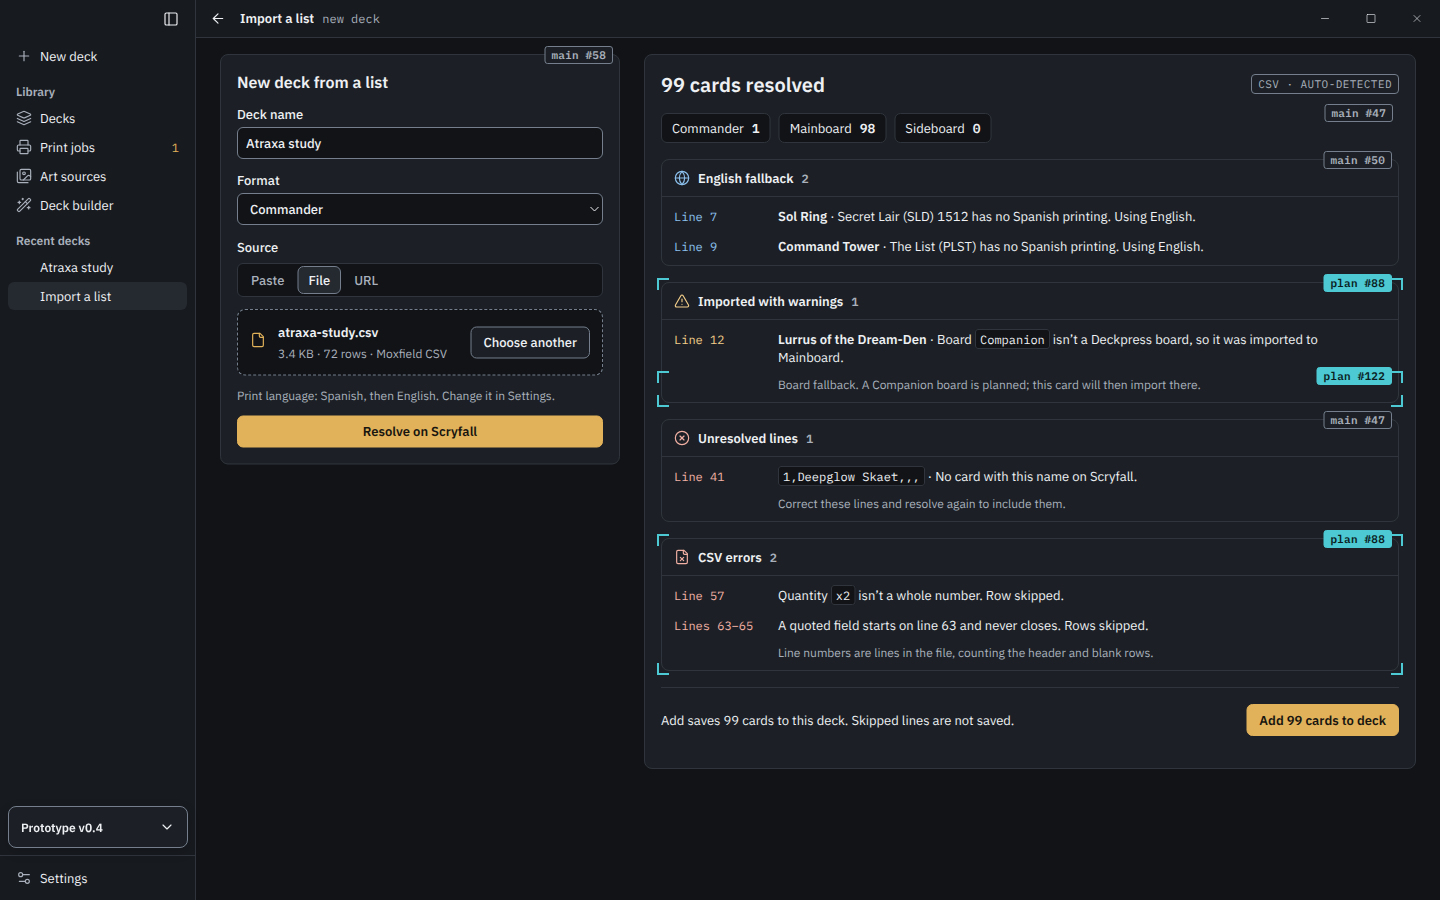 Import a list new deck
New deck
Library
Decks
Print jobs 1
Art sources
Deck builder
Recent decks
Atraxa study
Import a list
Prototype v0.4
Settings
main #58
New deck from a list
Deck name
Atraxa study
Format
Commander
Source
Paste File URL
atraxa-study.csv
3.4 KB · 72 rows · Moxfield CSV
Choose another
Print language: Spanish, then English. Change it in Settings.
Resolve on Scryfall
99 cards resolved
CSV · AUTO-DETECTED
main #47
Commander 1 Mainboard 98 Sideboard 0
main #50
English fallback 2
Line 7 Sol Ring · Secret Lair (SLD) 1512 has no Spanish printing. Using English.
Line 9 Command Tower · The List (PLST) has no Spanish printing. Using English.
plan #88
Imported with warnings 1
Line 12 Lurrus of the Dream-Den · Board Companion isn’t a Deckpress board, so it was imported to
Mainboard.
plan #122
Board fallback. A Companion board is planned; this card will then import there.
main #47
Unresolved lines 1
Line 41 1,Deepglow Skaet,,, · No card with this name on Scryfall.
Correct these lines and resolve again to include them.
plan #88
CSV errors 2
Line 57 Quantity x2 isn’t a whole number. Row skipped.
Lines 63–65 A quoted field starts on line 63 and never closes. Rows skipped.
Line numbers are lines in the file, counting the header and blank rows.
Add saves 99 cards to this deck. Skipped lines are not saved.
Add 99 cards to deck